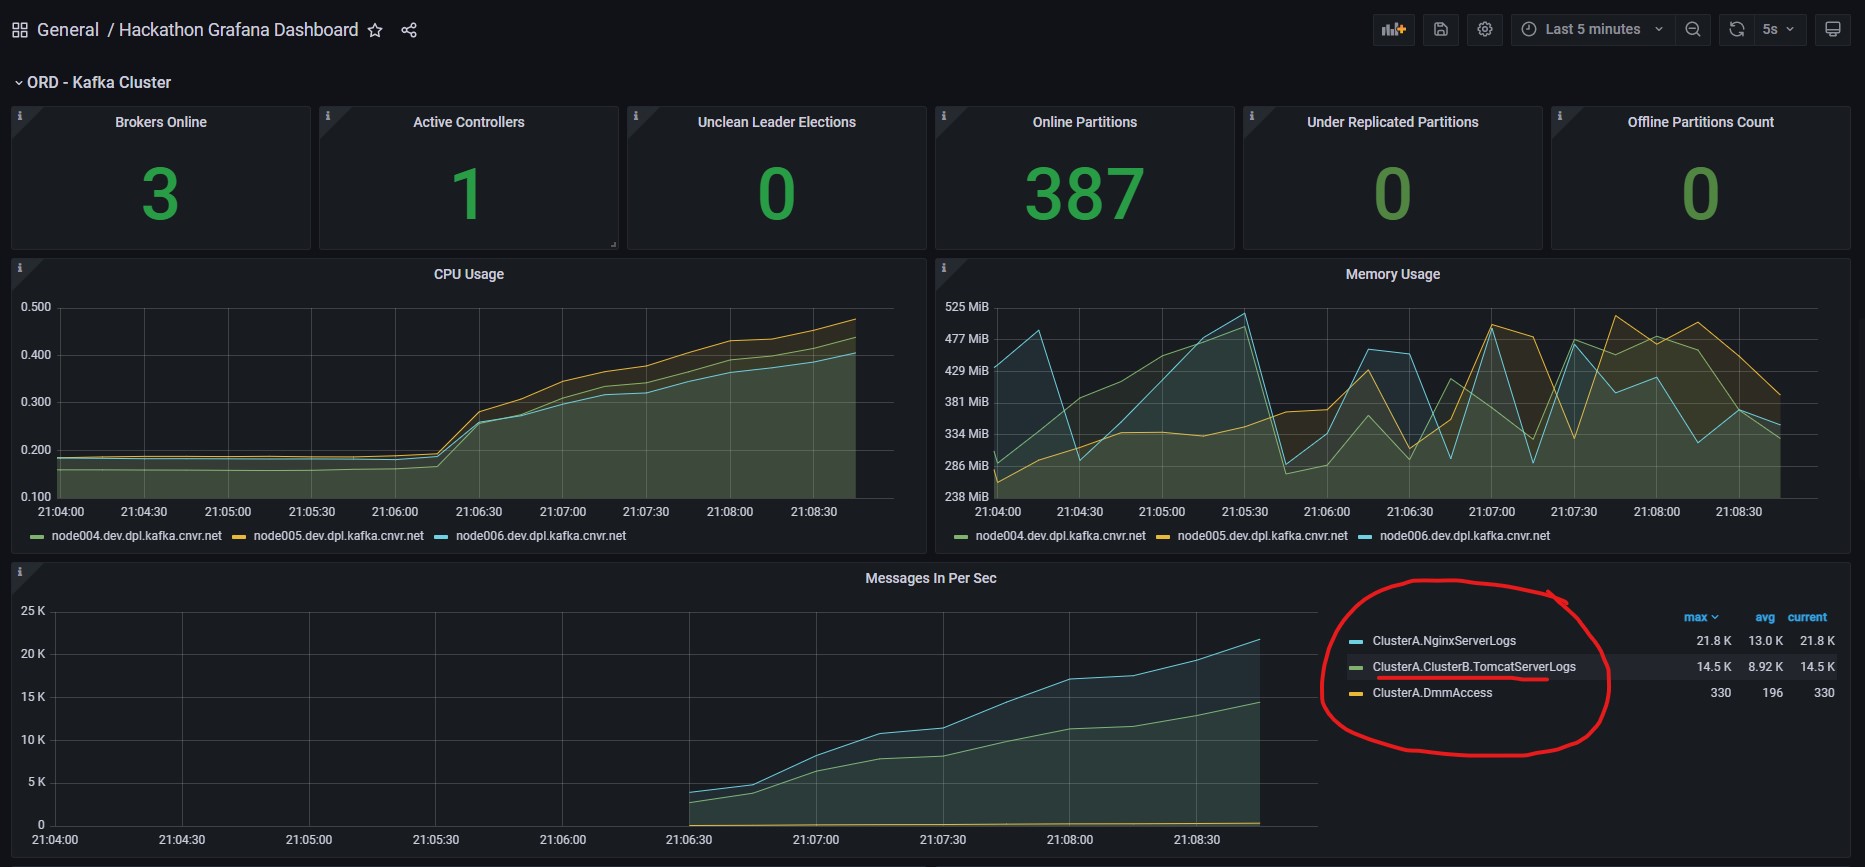 General / Hackathon Grafana Dashboard
Last 5 minutes
5s
ORD - Kafka Cluster
Brokers Online
Active Controllers
Unclean Leader Elections
Online Partitions
Under Replicated Partitions
Offline Partitions Count
3
1
0
387
0
0
CPU Usage
0.500
0.400
0.300
0.200
0.100
21:04:00 21:04:30 21:05:00 21:05:30 21:06:00 21:06:30 21:07:00 21:07:30 21:08:00 21:08:30
node004.dev.dpl.kafka.cnvr.net node005.dev.dpl.kafka.cnvr.net node006.dev.dpl.kafka.cnvr.net
Memory Usage
525 MiB
477 MiB
429 MiB
381 MiB
334 MiB
286 MiB
238 MiB
21:04:00 21:04:30 21:05:00 21:05:30 21:06:00 21:06:30 21:07:00 21:07:30 21:08:00 21:08:30
node004.dev.dpl.kafka.cnvr.net node005.dev.dpl.kafka.cnvr.net node006.dev.dpl.kafka.cnvr.net
Messages In Per Sec
25 K
20 K
15 K
10 K
5 K
0
21:04:00 21:04:30 21:05:00 21:05:30 21:06:00 21:06:30 21:07:00 21:07:30 21:08:00 21:08:30
max avg current
ClusterA.NginxServerLogs 21.8 K 13.0 K 21.8 K
ClusterA.ClusterB.TomcatServerLogs 14.5 K 8.92 K 14.5 K
ClusterA.DmmAccess 330 196 330